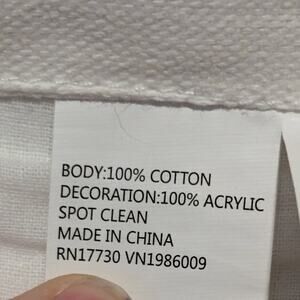 BODY:100% COTTON
DECORATION:100% ACRYLIC
SPOT CLEAN
MADE IN CHINA
RN17730 VN1986009